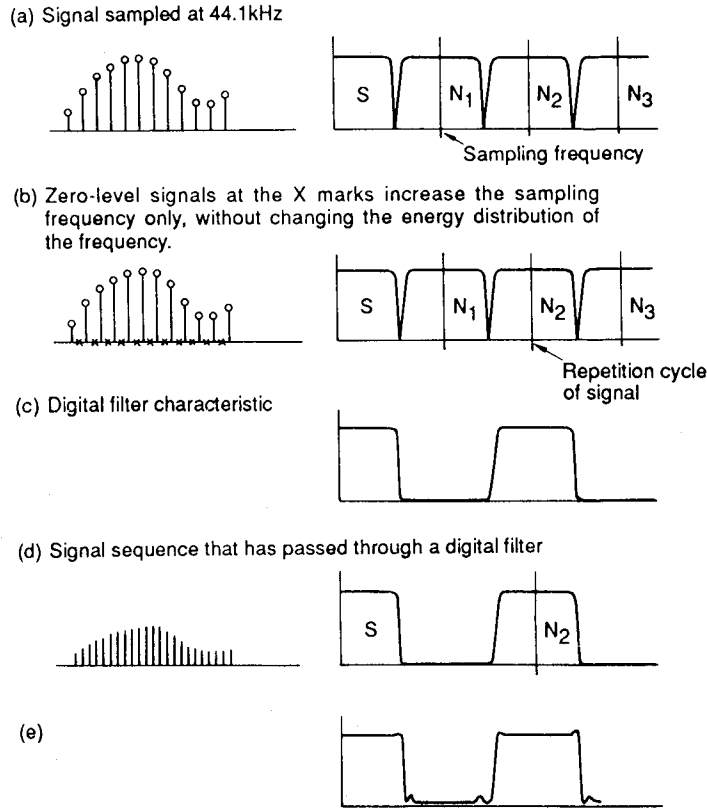 (a) Signal sampled at 44.1kHz
S
N1
N2
N3
Sampling frequency
(b) Zero-level signals at the X marks increase the sampling
frequency only, without changing the energy distribution of
the frequency.
S
N1
N2
N3
Repetition cycle
of signal
(c) Digital filter characteristic
(d) Signal sequence that has passed through a digital filter
S
N2
(e)